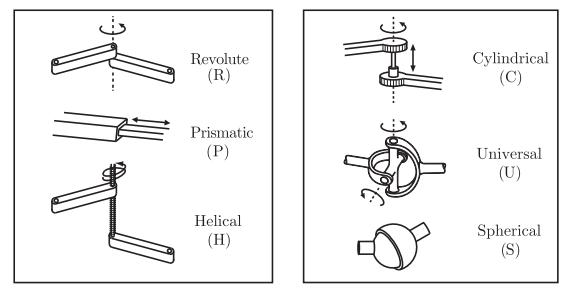 Revolute
(R)
Prismatic
(P)
Helical
(H)
Cylindrical
(C)
Universal
(U)
Spherical
(S)